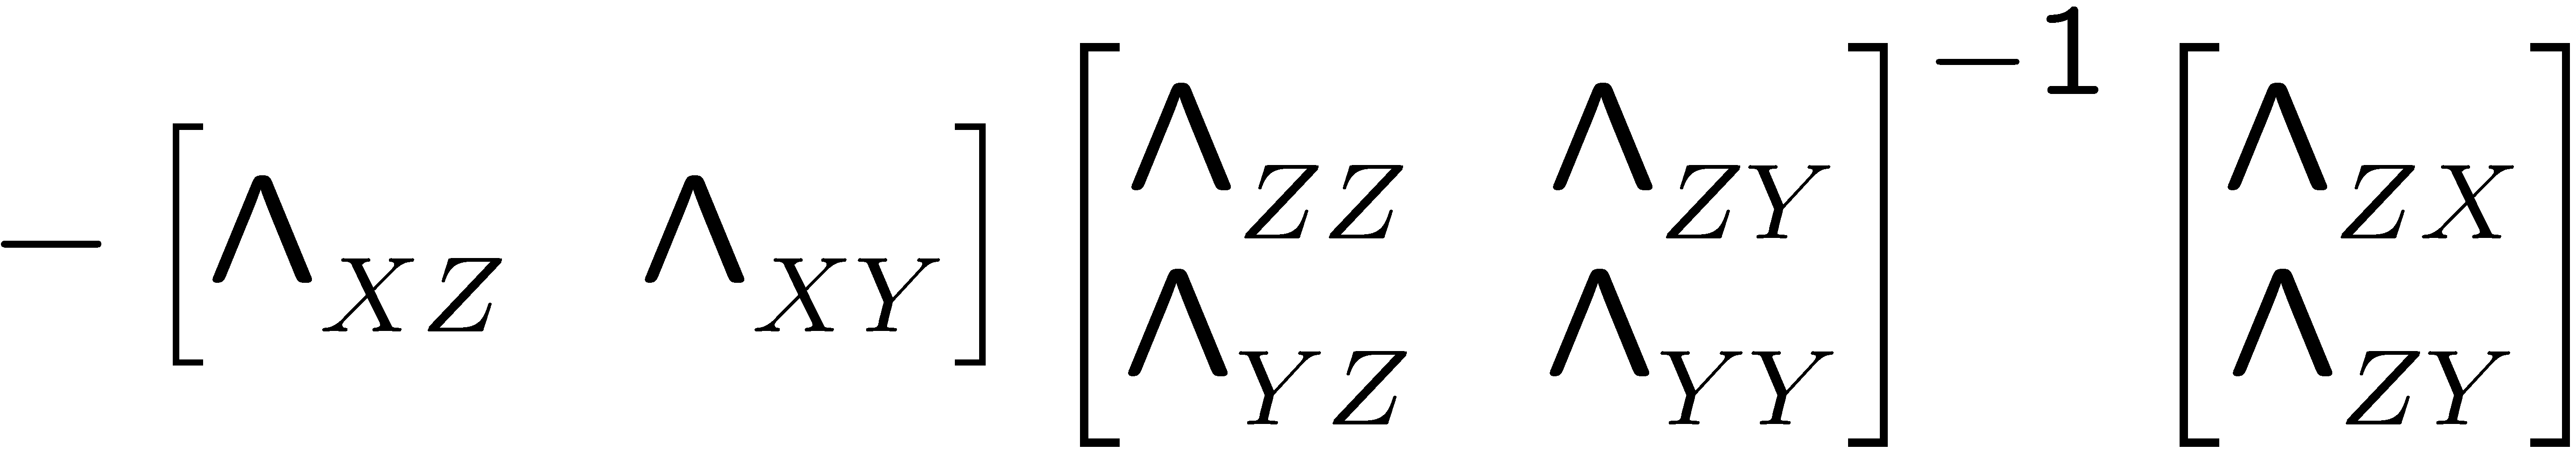 - \begin{bmatrix} \Lambda_{XZ} & \Lambda_{XY} \end{bmatrix} \begin{bmatrix} \Lambda_{ZZ} & \Lambda_{ZY} \\ \Lambda_{YZ} & \Lambda_{YY} \end{bmatrix}^{-1} \begin{bmatrix} \Lambda_{ZX} \\ \Lambda_{ZY} \end{bmatrix}